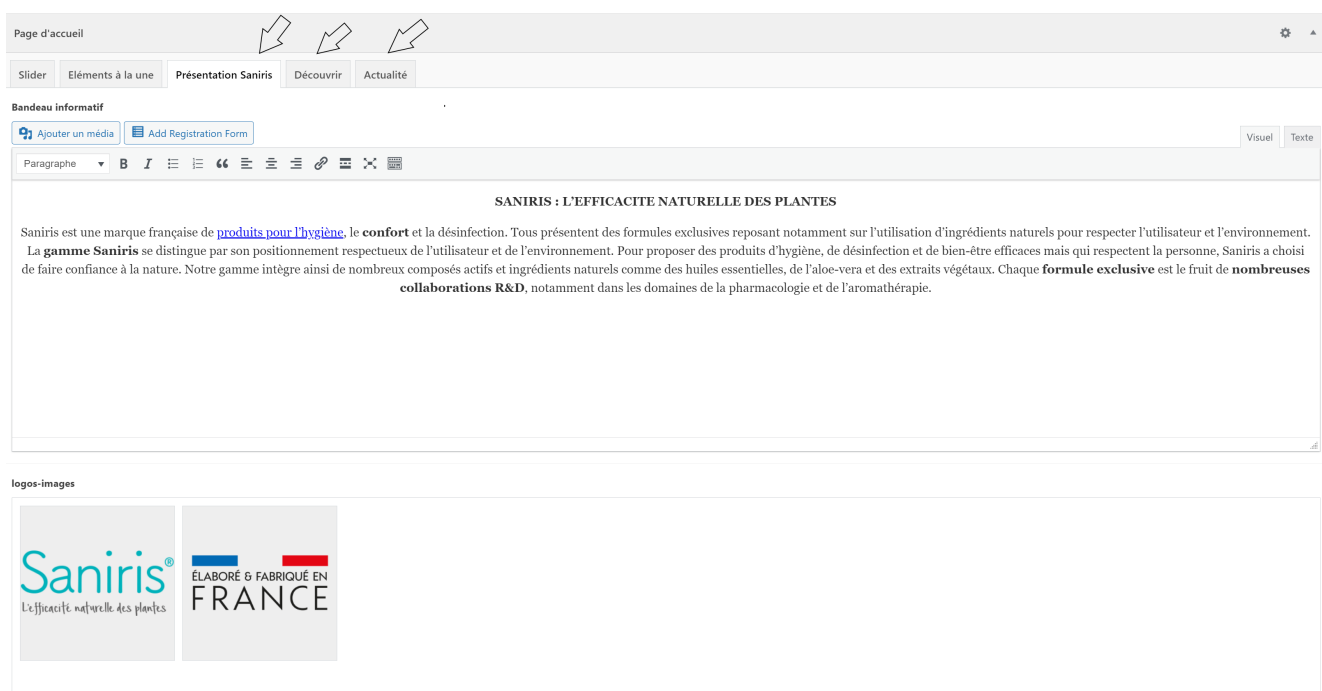 Page d'accueil
Slider Eléments à la une Présentation Saniris Découvrir Actualité
Bandeau informatif
Ajouter un média Add Registration Form
Visuel Texte
Paragraphe B I
SANIRIS : L’EFFICACITE NATURELLE DES PLANTES
Saniris est une marque française de produits pour l’hygiène, le confort et la désinfection. Tous présentent des formules exclusives reposant notamment sur l’utilisation d’ingrédients naturels pour respecter l’utilisateur et l’environnement.
La gamme Saniris se distingue par son positionnement respectueux de l’utilisateur et de l’environnement. Pour proposer des produits d’hygiène, de désinfection et de bien-être efficaces mais qui respectent la personne, Saniris a choisi
de faire confiance à la nature. Notre gamme intègre ainsi de nombreux composés actifs et ingrédients naturels comme des huiles essentielles, de l’aloe-vera et des extraits végétaux. Chaque formule exclusive est le fruit de nombreuses
collaborations R&D, notamment dans les domaines de la pharmacologie et de l’aromathérapie.
logos-images
Saniris®
L'efficacité naturelle des plantes
ÉLABORÉ & FABRIQUÉ EN
FRANCE